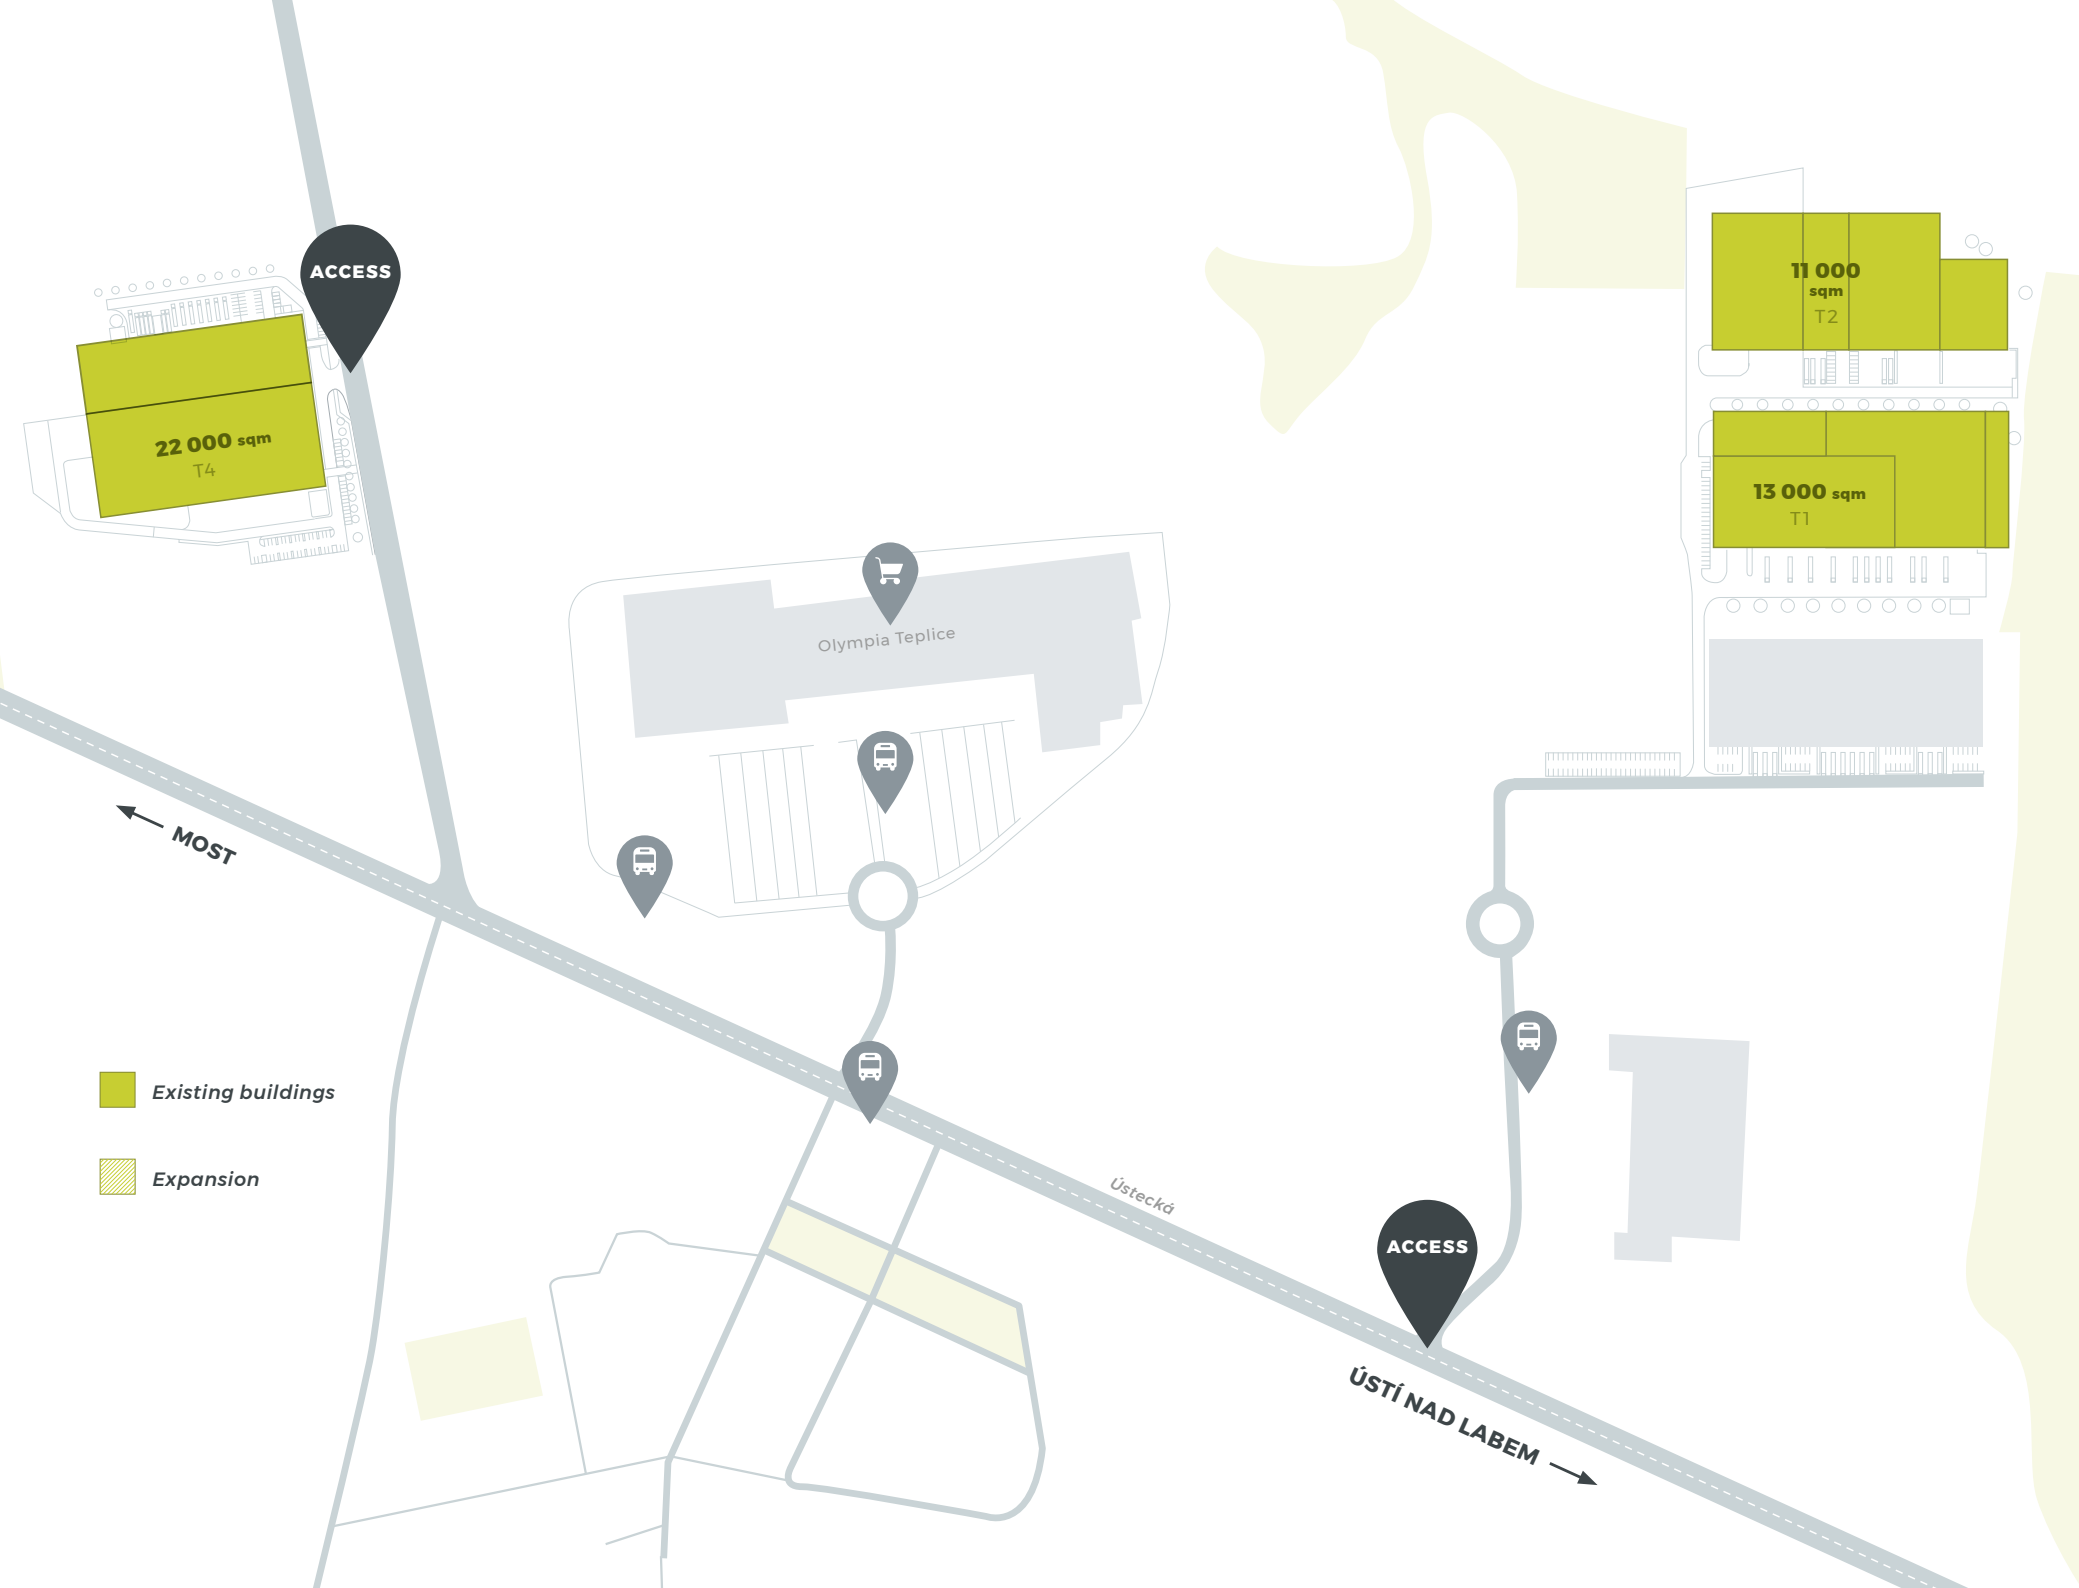 ACCESS
11 000
sqm
T2
22 000 sqm
T4
13 000 sqm
T1
Olympia Teplice
MOST
Existing buildings
Expansion
Ústecká
ACCESS
ÚSTÍ NAD LABEM